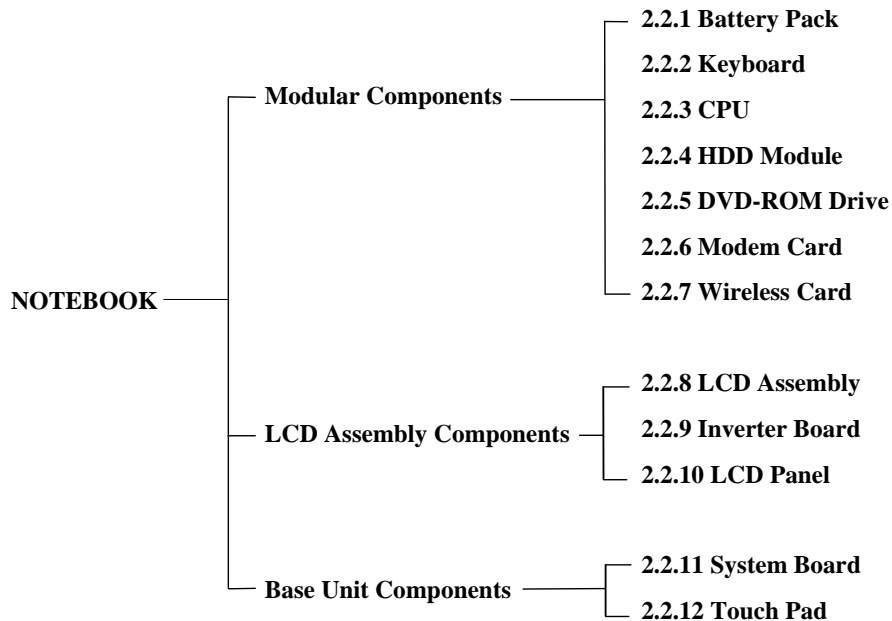 NOTEBOOK
Modular Components
2.2.1 Battery Pack
2.2.2 Keyboard
2.2.3 CPU
2.2.4 HDD Module
2.2.5 DVD-ROM Drive
2.2.6 Modem Card
2.2.7 Wireless Card
LCD Assembly Components
2.2.8 LCD Assembly
2.2.9 Inverter Board
2.2.10 LCD Panel
Base Unit Components
2.2.11 System Board
2.2.12 Touch Pad